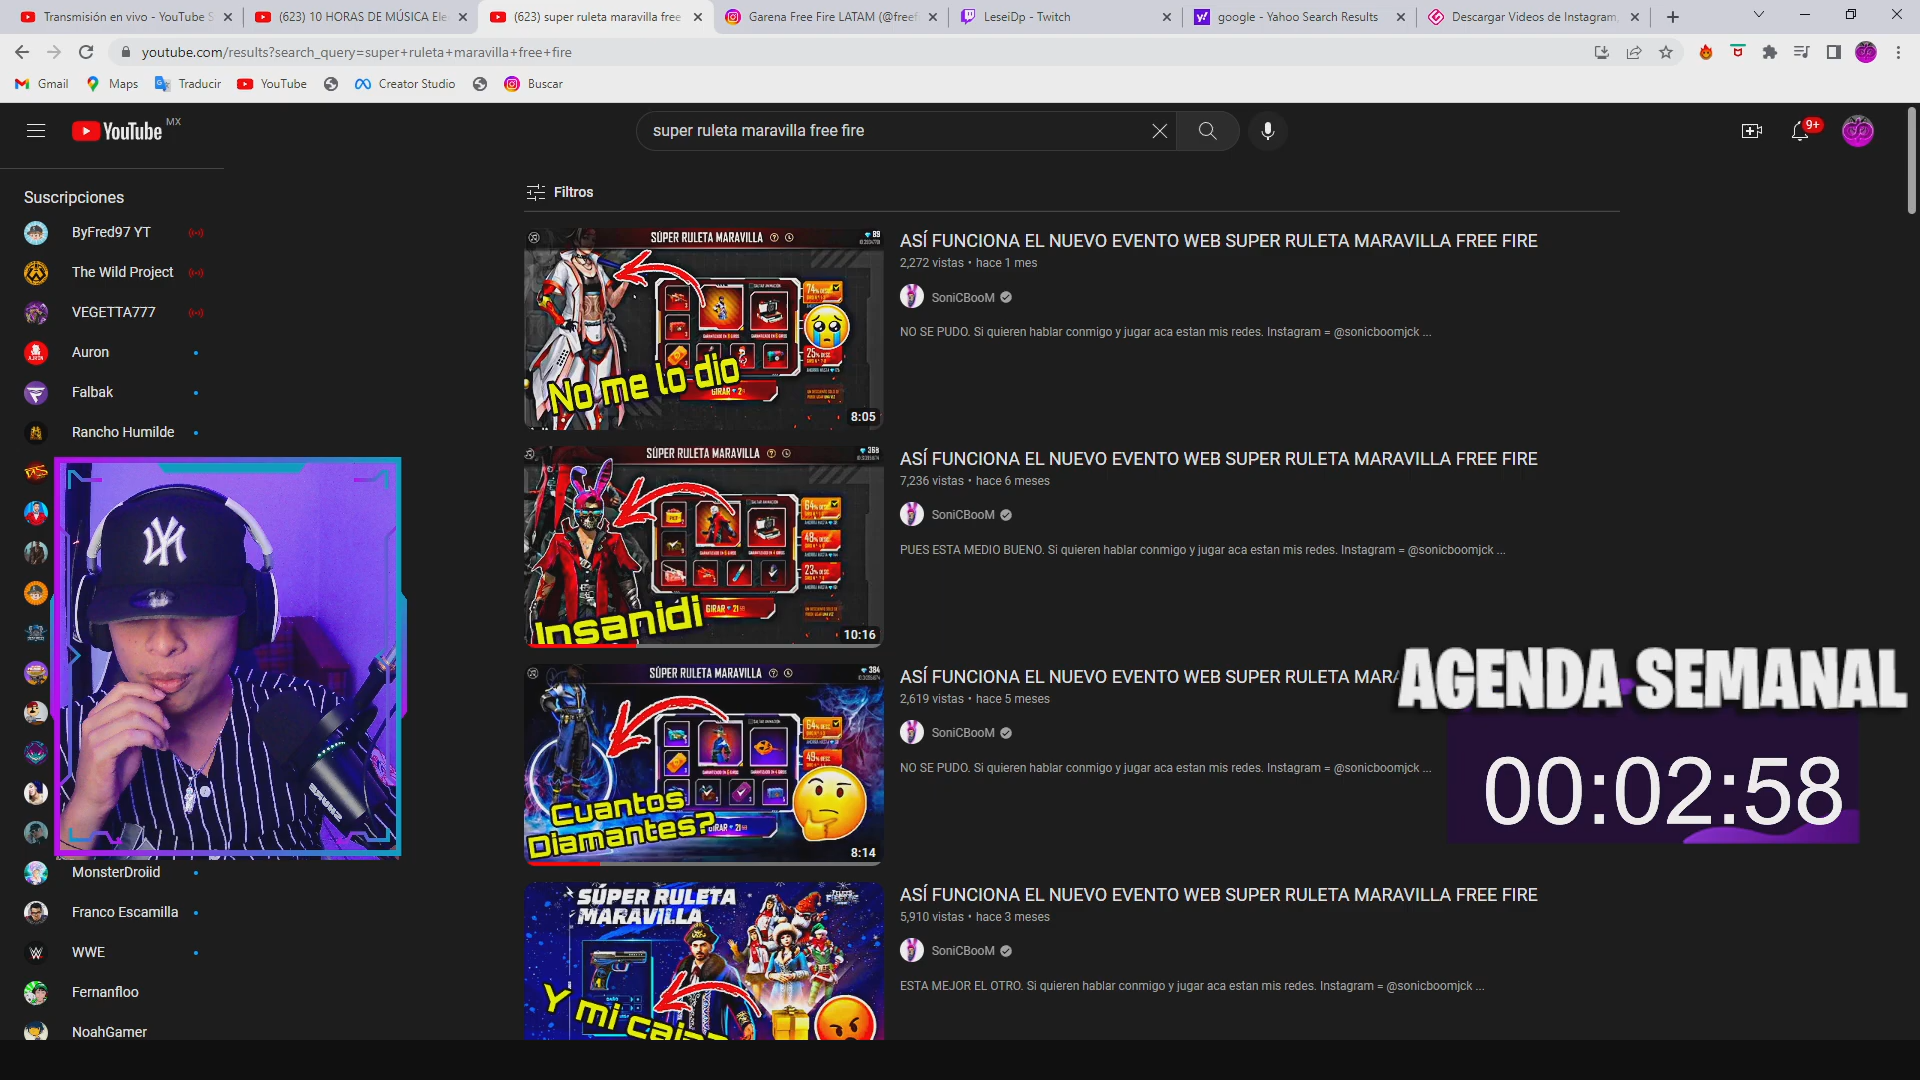 Transmisión en vivo - YouTube S
(623) 10 HORAS DE MÚSICA Ele
(623) super ruleta maravilla free
Garena Free Fire LATAM (@freef
LeseiDp - Twitch
google - Yahoo Search Results
Descargar Videos de Instagram,
youtube.com/results?search_query=super+ruleta+maravilla+free+fire
Gmail
Maps
Traducir
YouTube
Creator Studio
Buscar
YouTube MX
super ruleta maravilla free fire
9+
Suscripciones
ByFred97 YT
The Wild Project
VEGETTA777
Auron
Falbak
Rancho Humilde
MonsterDroiid
Franco Escamilla
WWE
Fernanfloo
NoahGamer
Filtros
SÚPER RULETA MARAVILLA
89
No me lo dio
8:05
ASÍ FUNCIONA EL NUEVO EVENTO WEB SUPER RULETA MARAVILLA FREE FIRE
2,272 vistas • hace 1 mes
SoniCBooM
NO SE PUDO. Si quieren hablar conmigo y jugar aca estan mis redes. Instagram = @sonicboomjck ...
SÚPER RULETA MARAVILLA
368
GIRAR 21
Insanidi
10:16
ASÍ FUNCIONA EL NUEVO EVENTO WEB SUPER RULETA MARAVILLA FREE FIRE
7,236 vistas • hace 6 meses
SoniCBooM
PUES ESTA MEDIO BUENO. Si quieren hablar conmigo y jugar aca estan mis redes. Instagram = @sonicboomjck ...
SÚPER RULETA MARAVILLA
384
Cuantos
Diamantes?
8:14
ASÍ FUNCIONA EL NUEVO EVENTO WEB SUPER RULETA MARA
2,619 vistas • hace 5 meses
SoniCBooM
NO SE PUDO. Si quieren hablar conmigo y jugar aca estan mis redes. Instagram = @sonicboomjck ...
SÚPER RULETA
MARAVILLA
Y mi caja?
ASÍ FUNCIONA EL NUEVO EVENTO WEB SUPER RULETA MARAVILLA FREE FIRE
5,910 vistas • hace 3 meses
SoniCBooM
ESTA MEJOR EL OTRO. Si quieren hablar conmigo y jugar aca estan mis redes. Instagram = @sonicboomjck ...
AGENDA SEMANAL
00:02:58